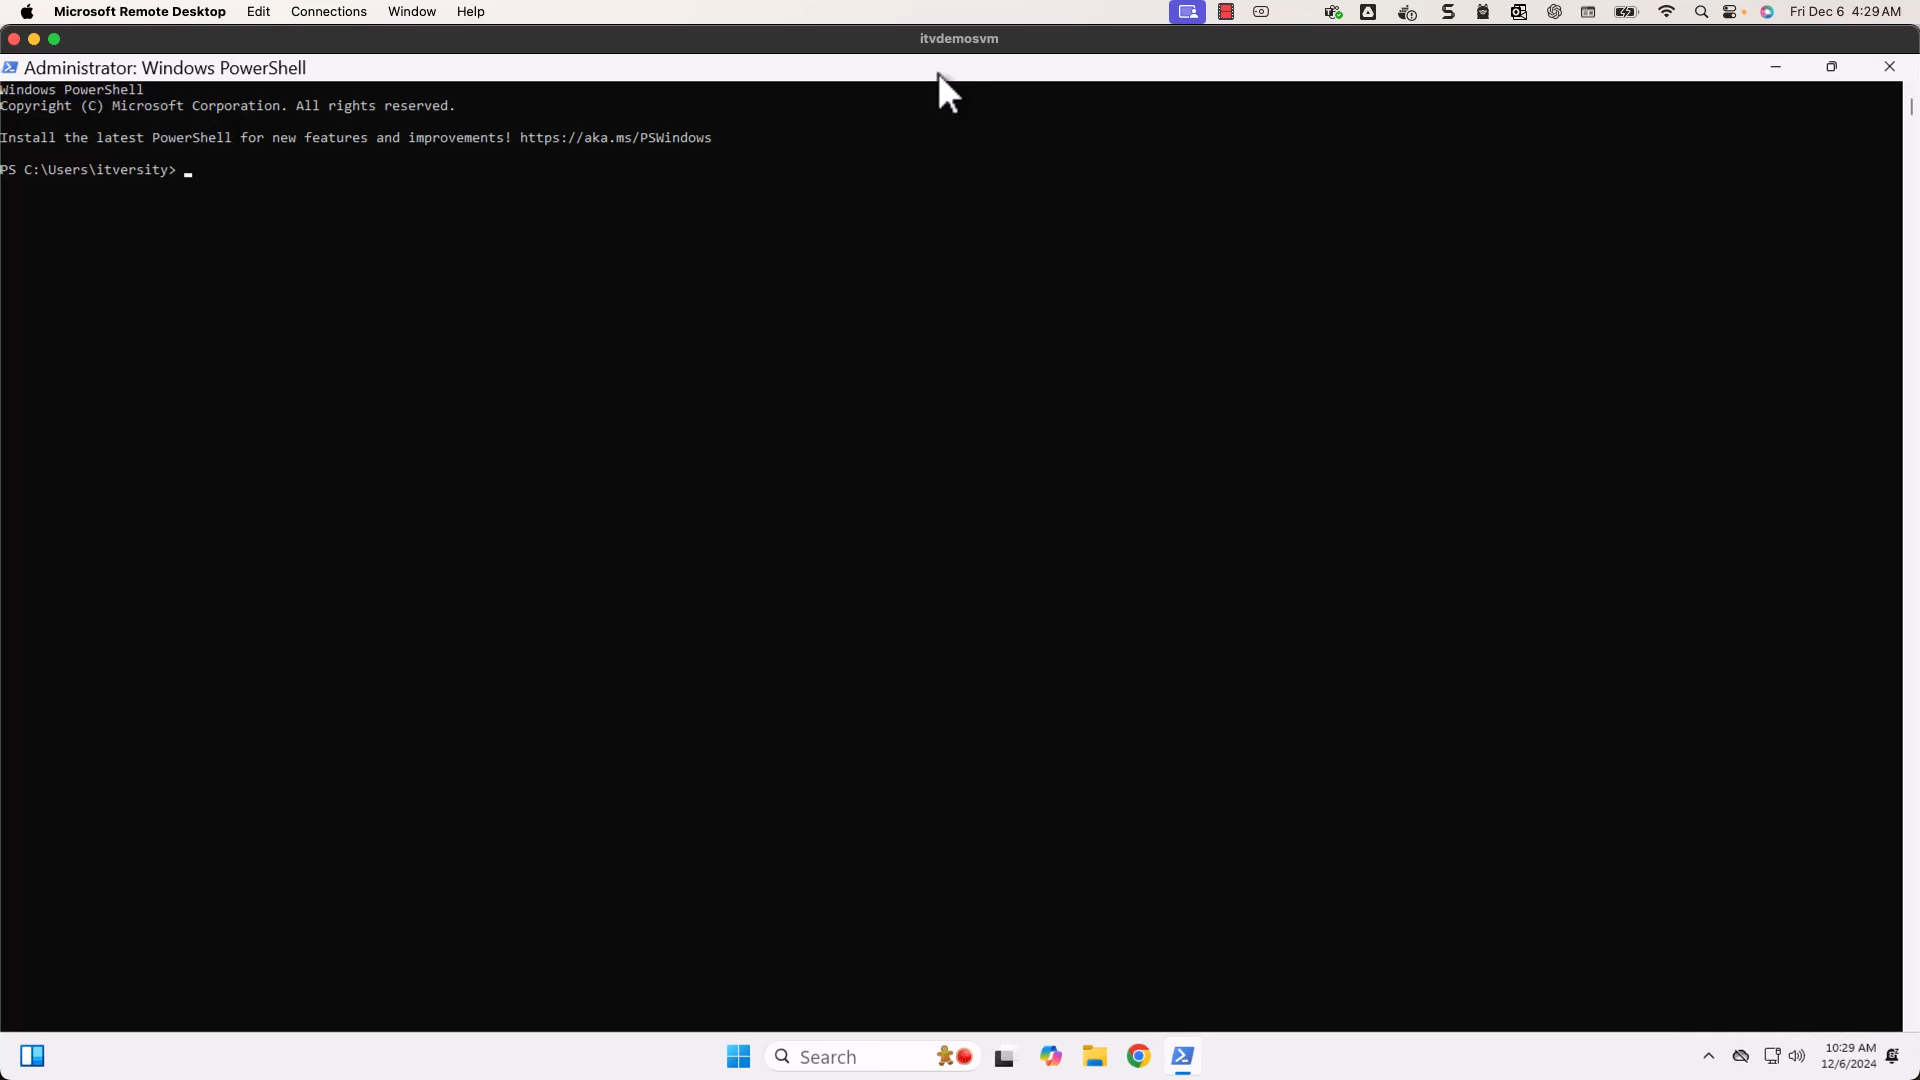 Microsoft Remote Desktop Edit Connections Window Help Fri Dec 6 4:29 AM
itvdemosvm
Administrator: Windows PowerShell
Windows PowerShell
Copyright (C) Microsoft Corporation. All rights reserved.
Install the latest PowerShell for new features and improvements! https://aka.ms/PSWindows
PS C:\Users\itversity>
Search
10:29 AM
12/6/2024